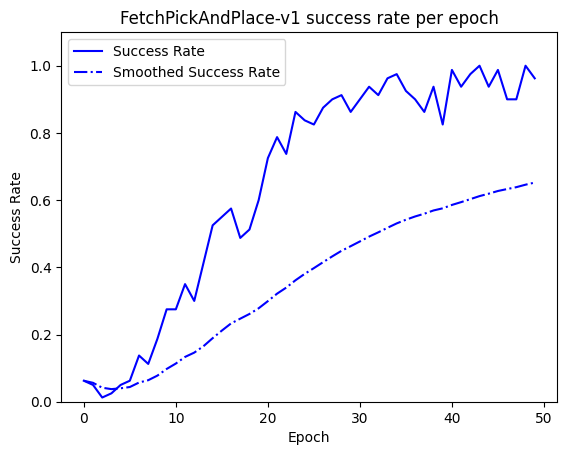 FetchPickAndPlace-v1 success rate per epoch
Success Rate
Smoothed Success Rate
1.0
0.8
0.6
0.4
0.2
0.0
Success Rate
0
10
20
30
40
50
Epoch